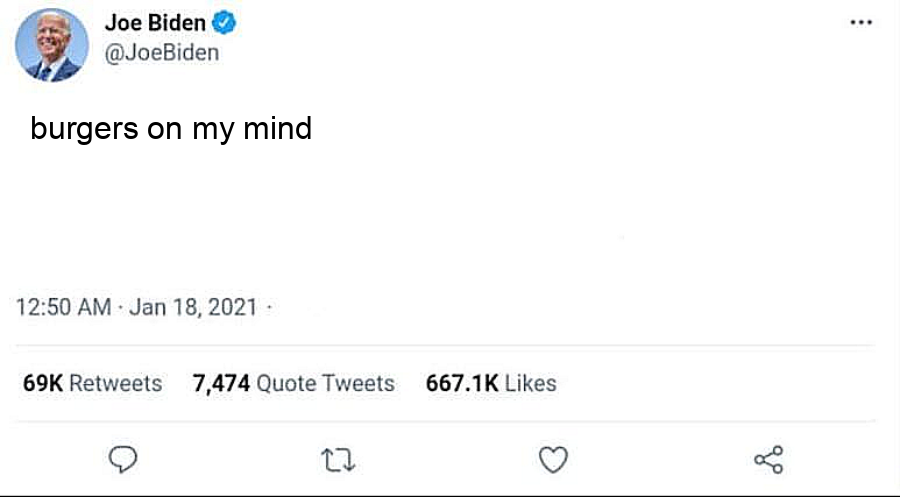 Joe Biden
@JoeBiden
burgers on my mind
12:50 AM · Jan 18, 2021 ·
69K Retweets 7,474 Quote Tweets 667.1K Likes